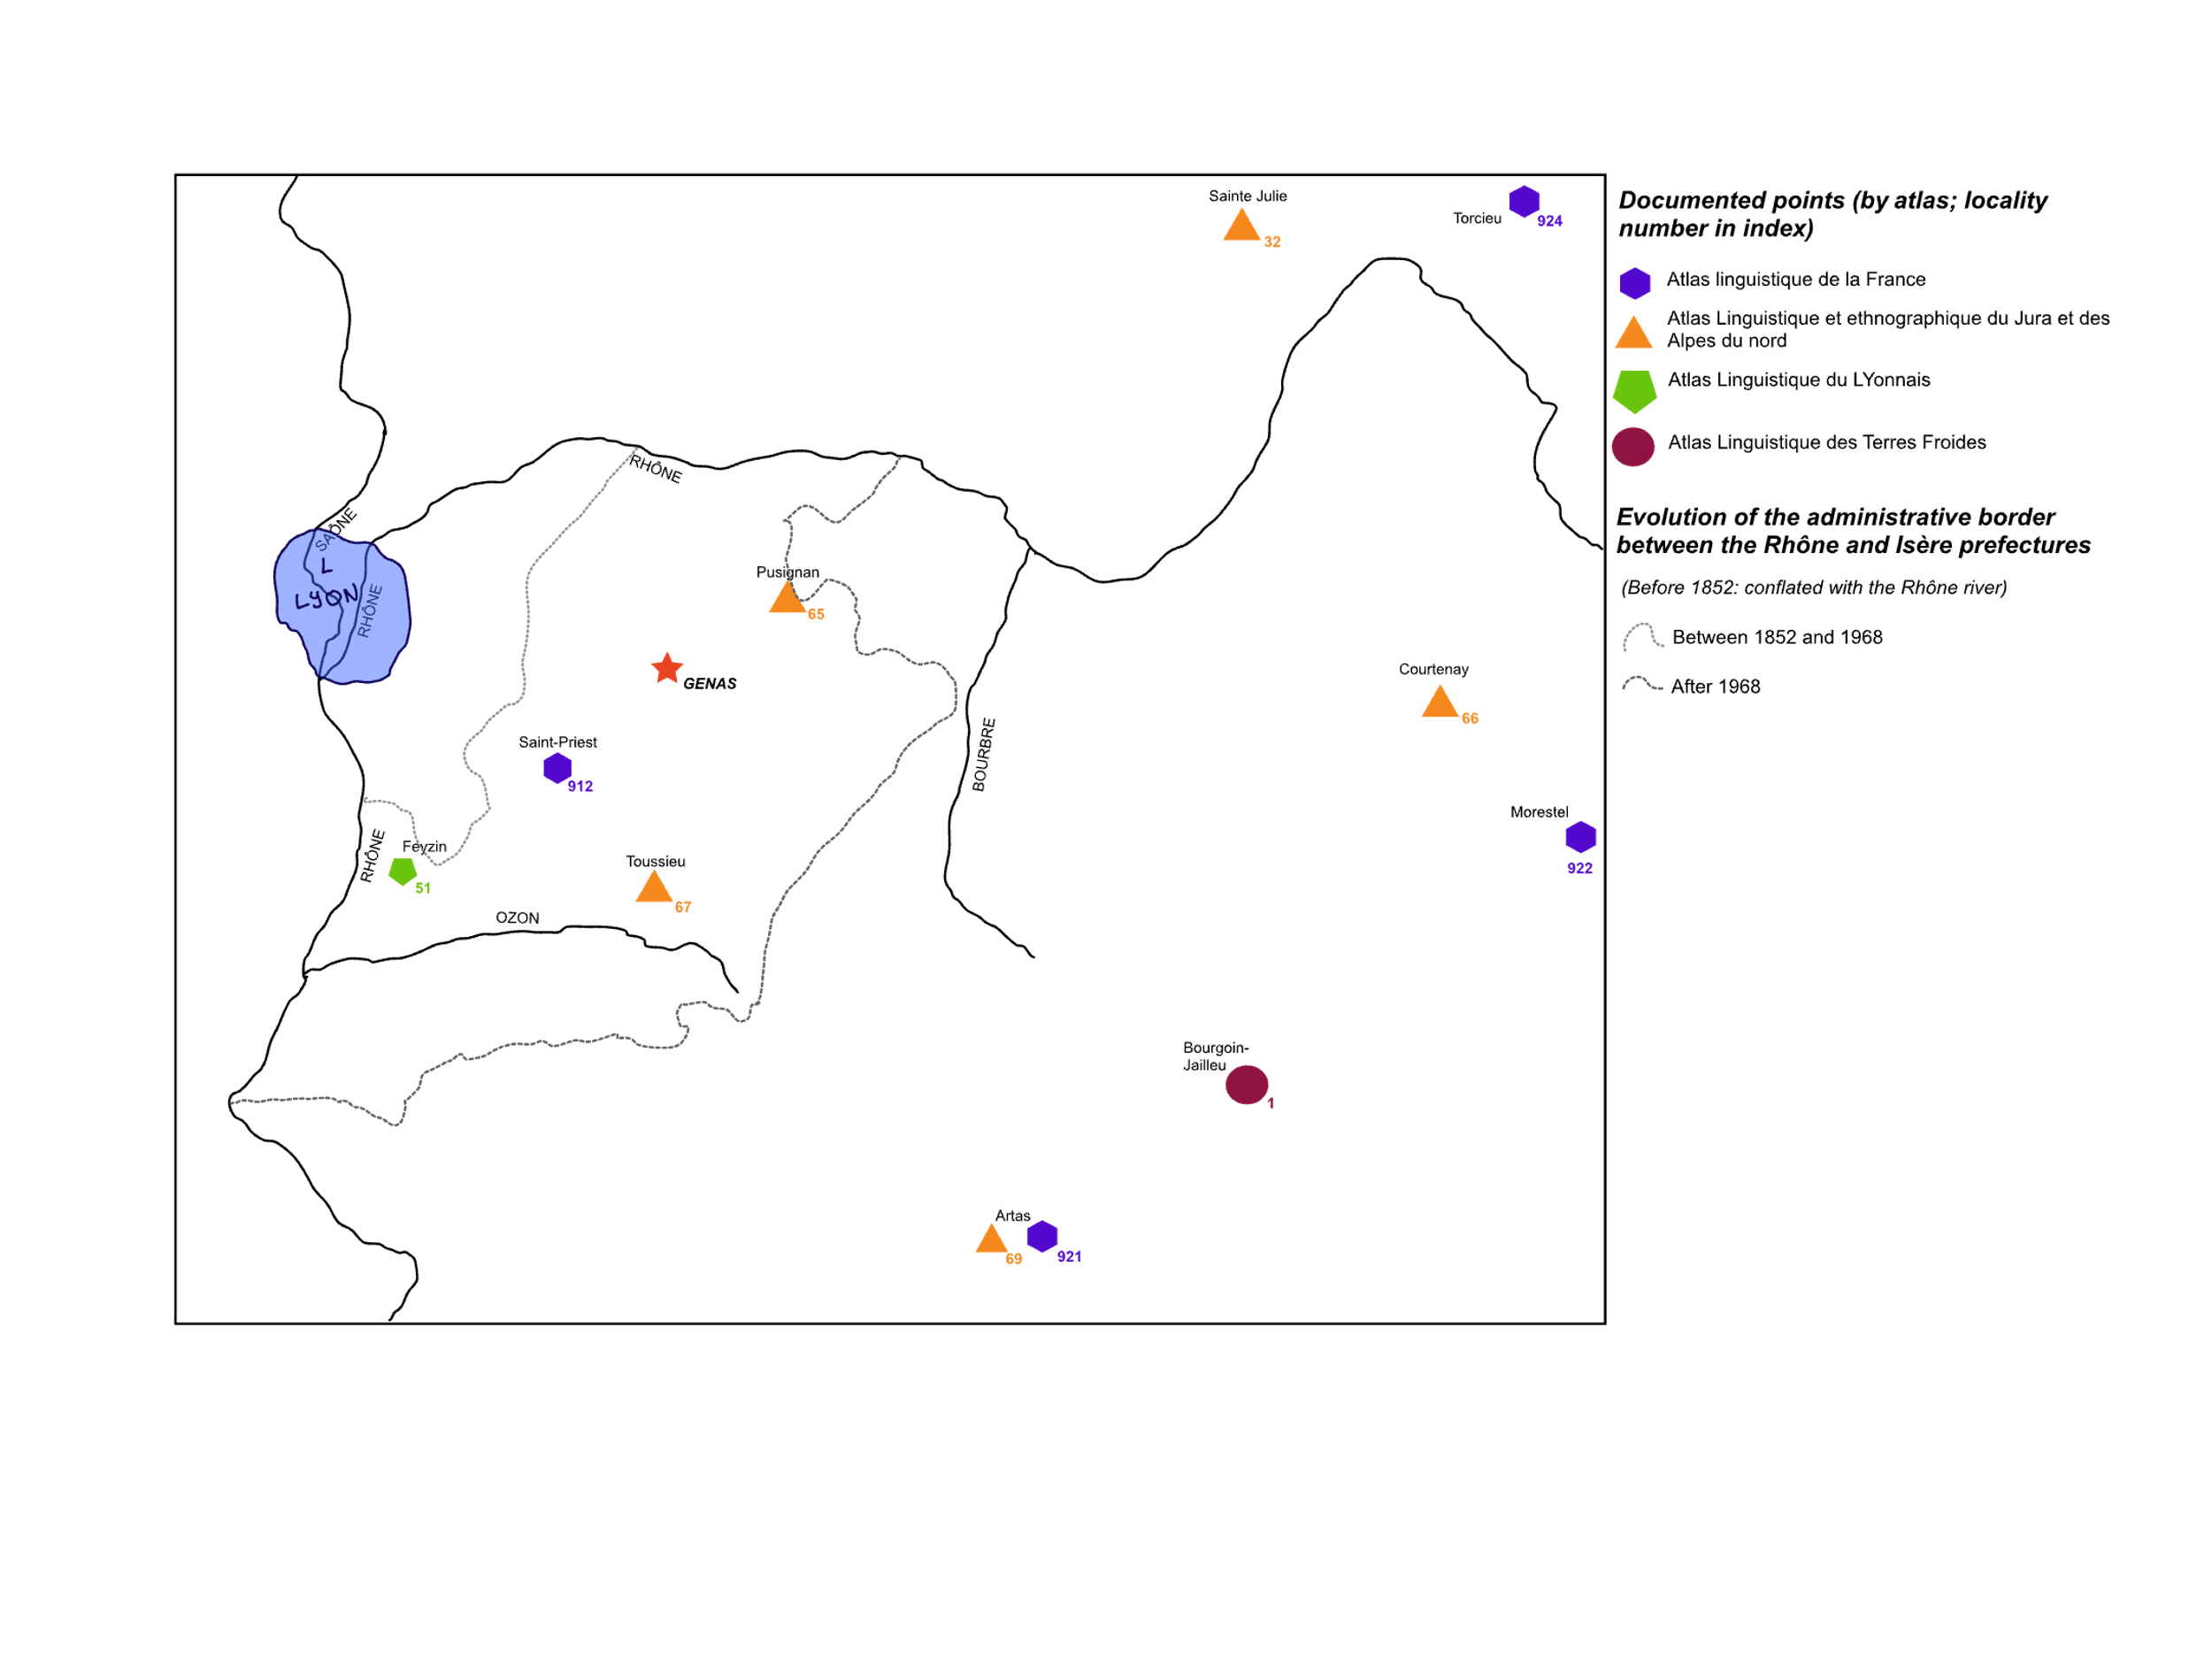 Sainte Julie
32
Torcieu
924
RHÔNE
SAÔNE
L
LYON
RHÔNE
Pusignan
65
GENAS
Courtenay
66
BOURBRE
Saint-Priest
912
Morestel
922
RHÔNE
Feyzin
51
Toussieu
67
OZON
Bourgoin-
Jailleu
1
Artas
69
921
Documented points (by atlas; locality
number in index)
Atlas linguistique de la France
Atlas Linguistique et ethnographique du Jura et des
Alpes du nord
Atlas Linguistique du LYonnais
Atlas Linguistique des Terres Froides
Evolution of the administrative border
between the Rhône and Isère prefectures
(Before 1852: conflated with the Rhône river)
Between 1852 and 1968
After 1968